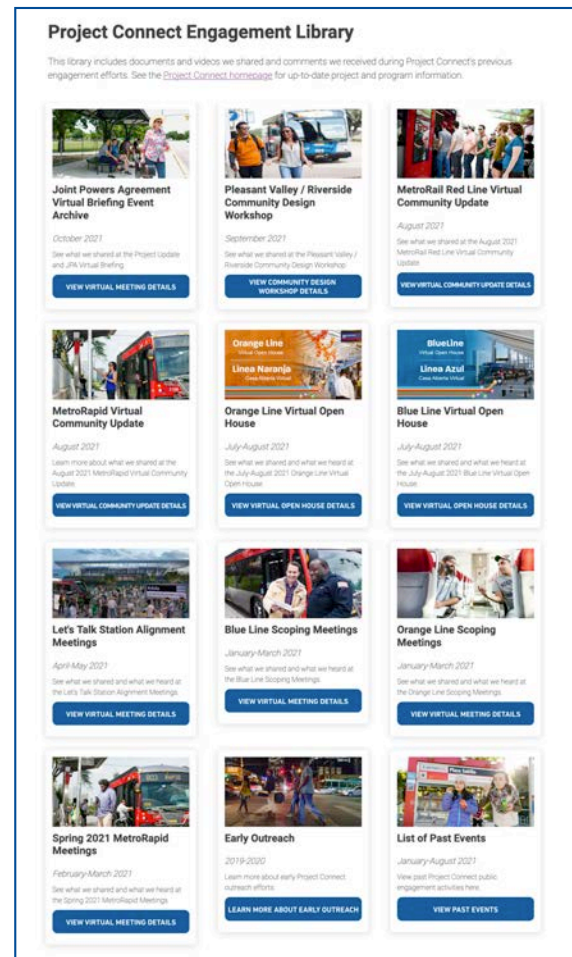 Project Connect Engagement Library
This library includes documents and videos we shared and comments we received during Project Connect's previous
engagement efforts. See the Project Connect homepage for up-to-date project and program information.
Joint Powers Agreement
Virtual Briefing Event
Archive
October 2021
See what we shared at the Project Update
and JPA Virtual Briefing.
VIEW VIRTUAL MEETING DETAILS
Pleasant Valley / Riverside
Community Design
Workshop
September 2021
See what we shared at the Pleasant Valley /
Riverside Community Design Workshop
VIEW COMMUNITY DESIGN
WORKSHOP DETAILS
MetroRail Red Line Virtual
Community Update
August 2021
See what we shared at the August 2021
MetroRail Red Line Virtual Community
Update
VIEW VIRTUAL COMMUNITY UPDATE DETAILS
MetroRapid Virtual
Community Update
August 2021
Learn more about what we shared at the
August 2021 MetroRapid Virtual Community
Update
VIEW VIRTUAL COMMUNITY UPDATE DETAILS
Orange Line
Virtual Open House
Linea Naranja
Casa Abierta Virtual
Orange Line Virtual Open
House
July-August 2021
See what we shared and what we heard at
the July-August 2021 Orange Line Virtual
Open House
VIEW VIRTUAL OPEN HOUSE DETAILS
BlueLine
Virtual Open House
Linea Azul
Casa Abierta Virtual
Blue Line Virtual Open
House
July-August 2021
See what we shared and what we heard at
the July-August 2021 Blue Line Virtual Open
House
VIEW VIRTUAL OPEN HOUSE DETAILS
Let's Talk Station Alignment
Meetings
April-May 2021
See what we shared and what we heard at
the Let's Talk Station Alignment Meetings.
VIEW VIRTUAL MEETING DETAILS
Blue Line Scoping Meetings
January-March 2021
See what we shared and what we heard at
the Blue Line Scoping Meetings.
VIEW VIRTUAL MEETING DETAILS
Orange Line Scoping
Meetings
January-March 2021
See what we shared and what we heard at
the Orange Line Scoping Meetings.
VIEW VIRTUAL MEETING DETAILS
803
Spring 2021 MetroRapid
Meetings
February-March 2021
See what we shared and what we heard at
the Spring 2021 MetroRapid Meetings.
VIEW VIRTUAL MEETING DETAILS
Early Outreach
2019-2020
Learn more about early Project Connect
outreach efforts.
LEARN MORE ABOUT EARLY OUTREACH
Plaza Saltillo
List of Past Events
January-August 2021
View past Project Connect public
engagement activities here.
VIEW PAST EVENTS